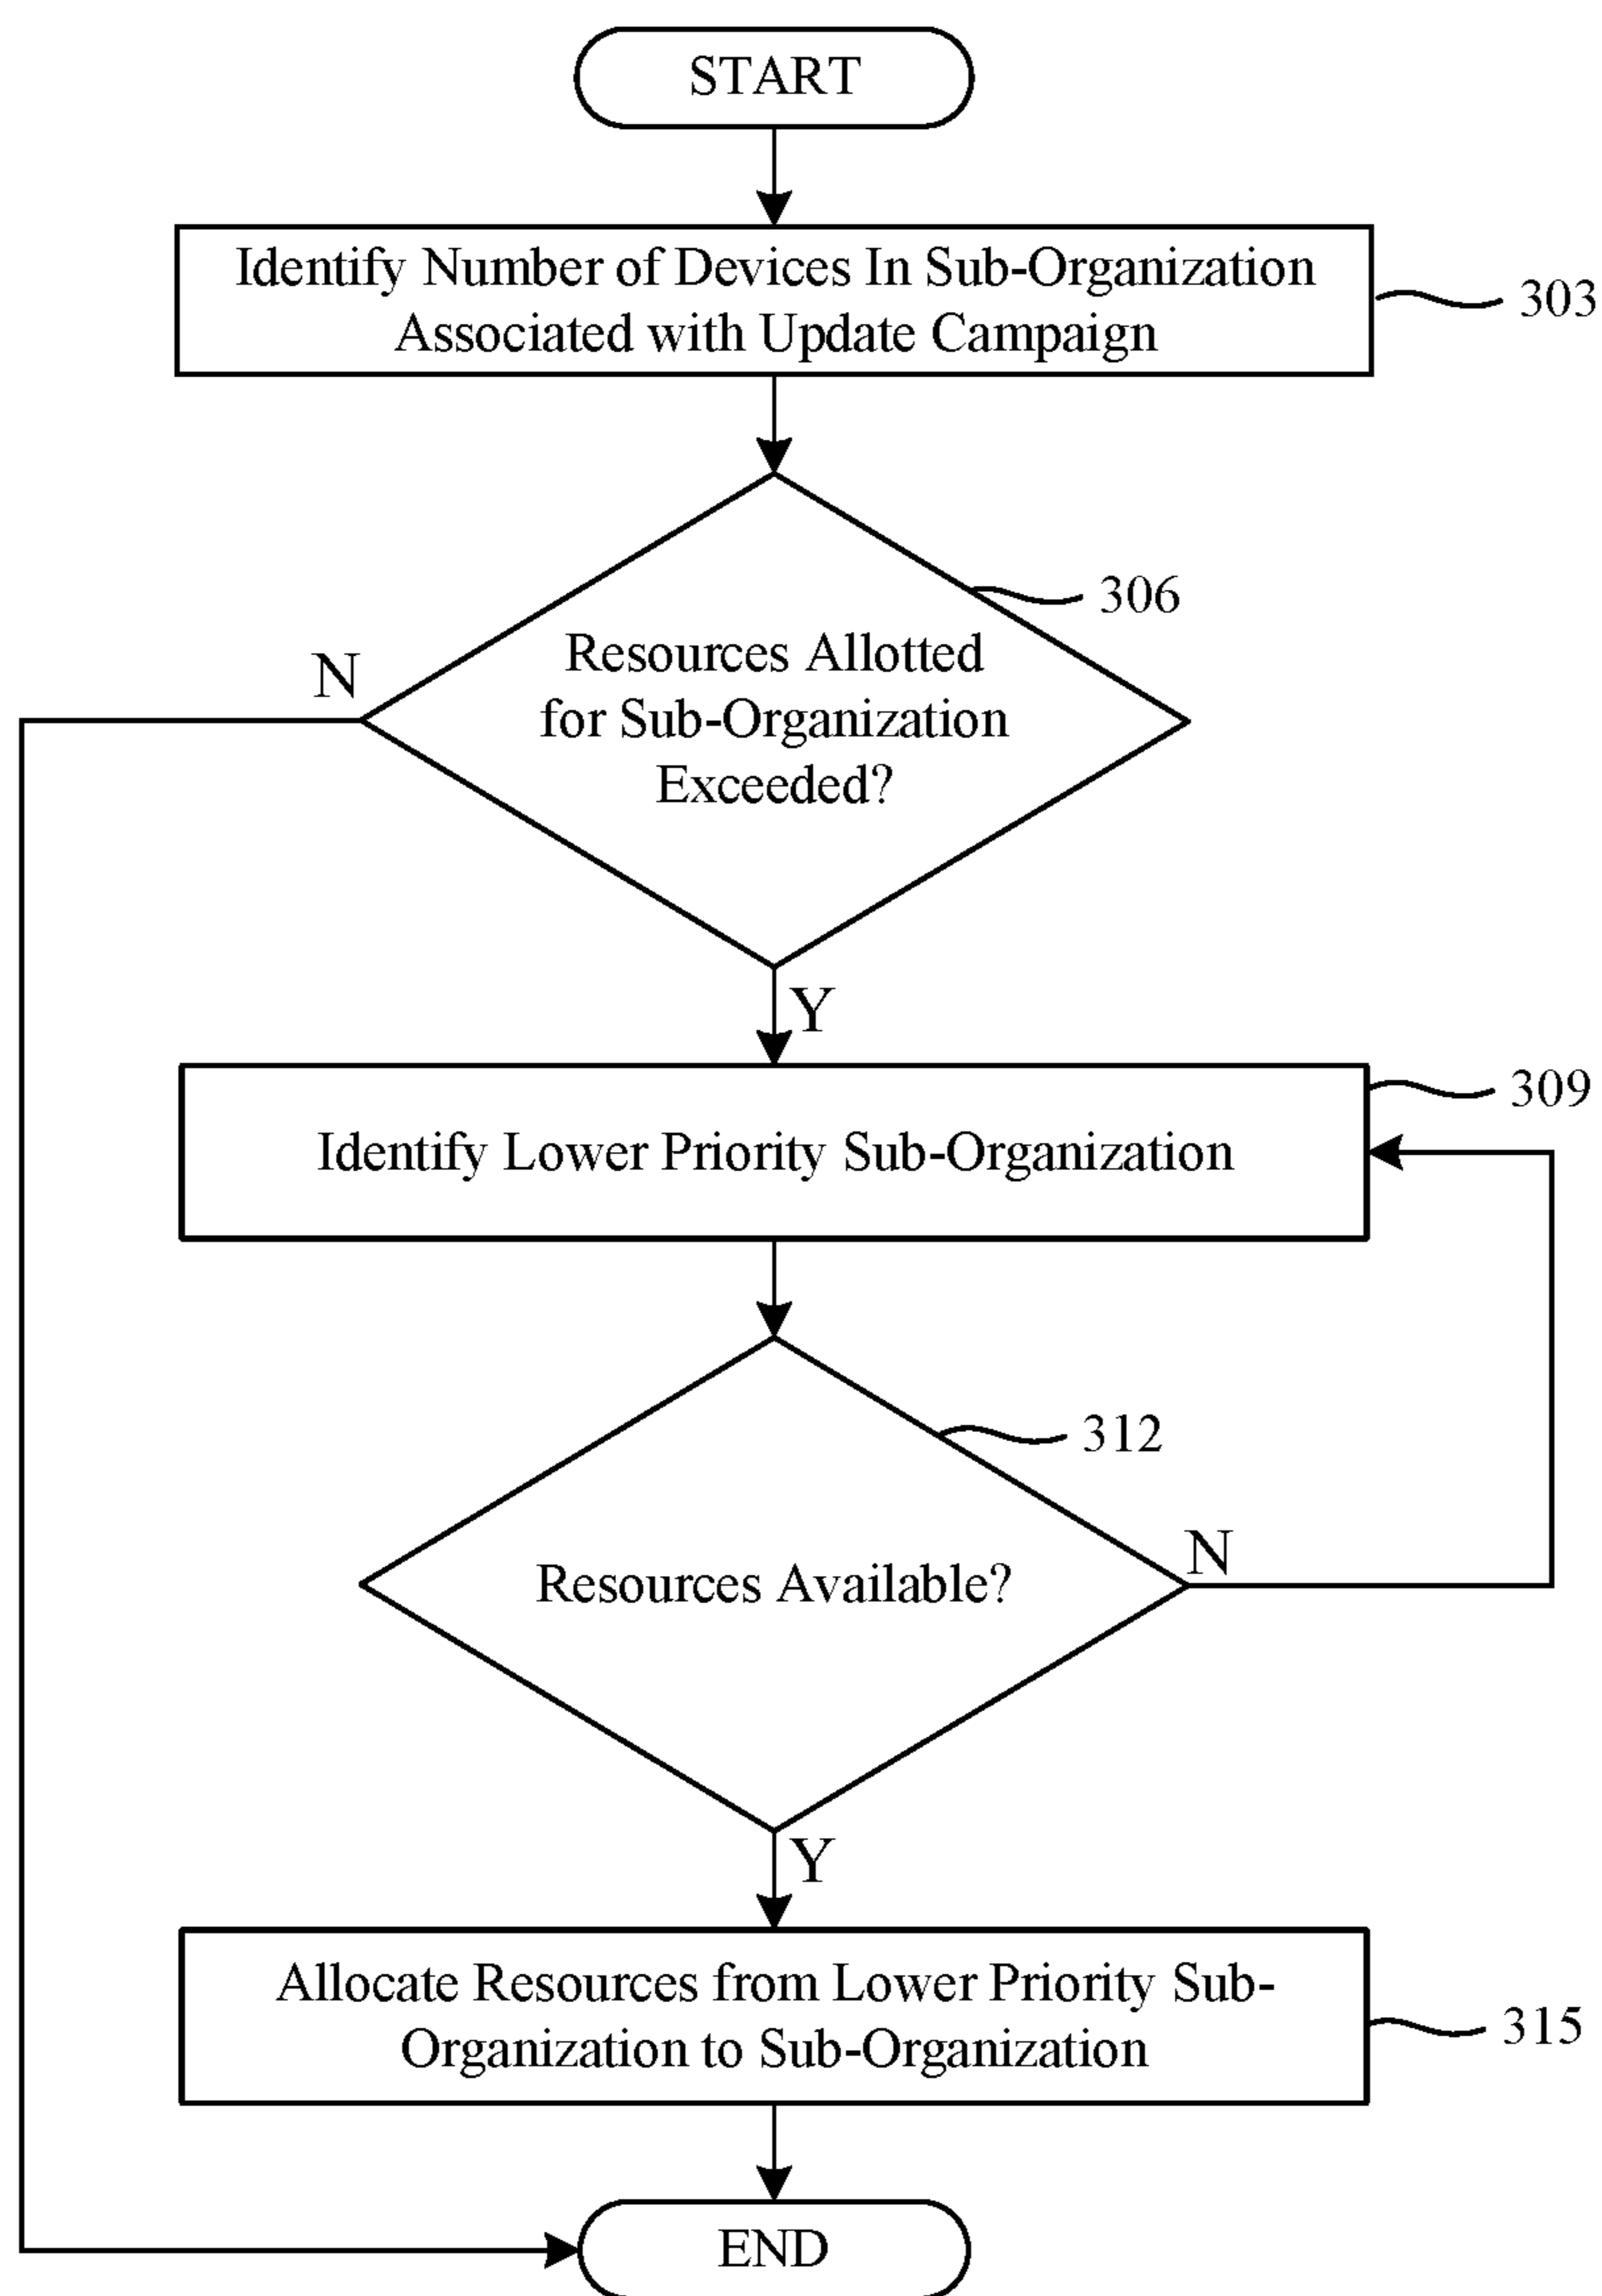 START
Identify Number of Devices In Sub-Organization
Associated with Update Campaign
303
306
Resources Allotted
for Sub-Organization
Exceeded?
N
Y
309
Identify Lower Priority Sub-Organization
312
Resources Available?
N
Y
Allocate Resources from Lower Priority Sub-
Organization to Sub-Organization
315
END